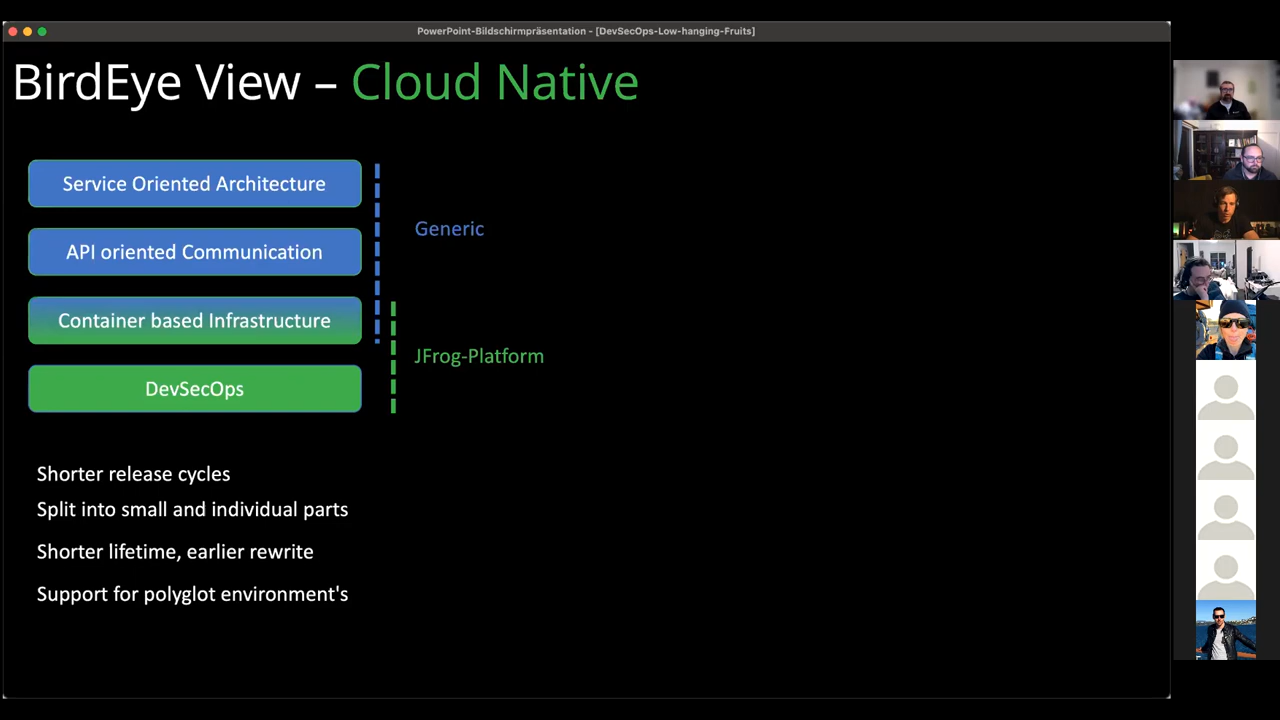 PowerPoint-Bildschirmpräsentation - [DevSecOps-Low-hanging-Fruits]
BirdEye View – Cloud Native
Service Oriented Architecture
API oriented Communication
Generic
Container based Infrastructure
JFrog-Platform
DevSecOps
Shorter release cycles
Split into small and individual parts
Shorter lifetime, earlier rewrite
Support for polyglot environment's